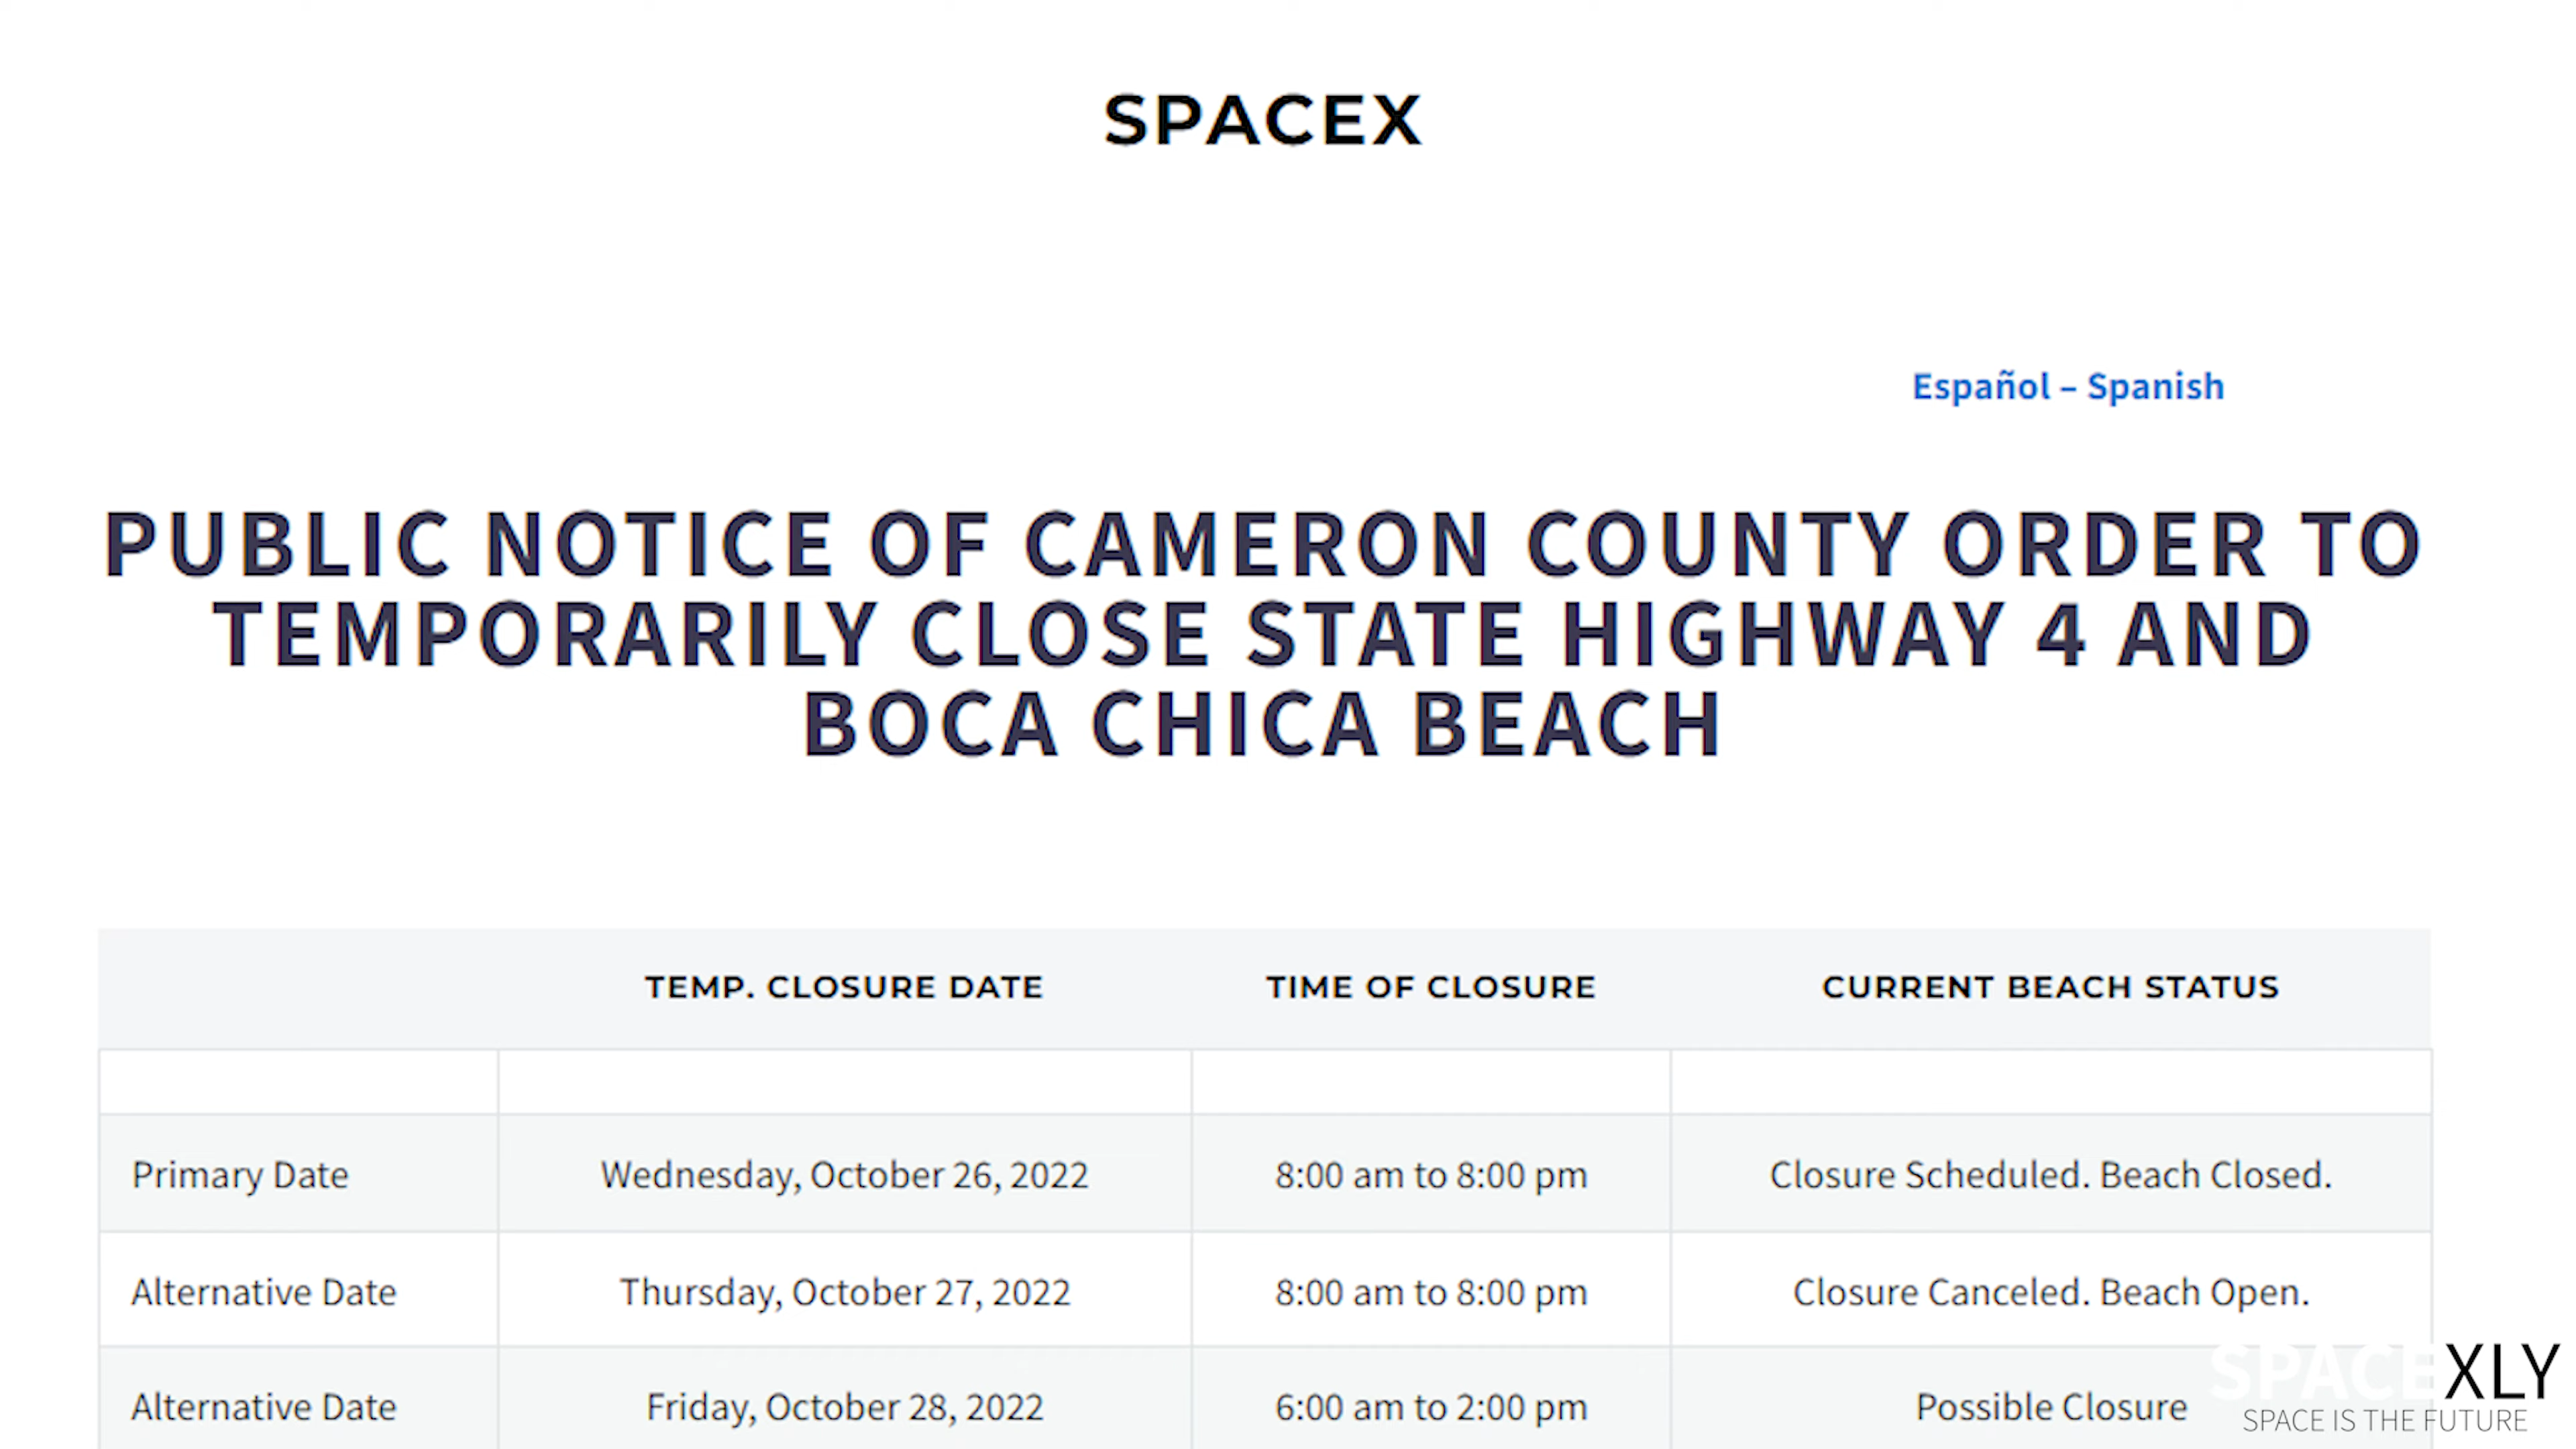 SPACEX
Español – Spanish
PUBLIC NOTICE OF CAMERON COUNTY ORDER TO
TEMPORARILY CLOSE STATE HIGHWAY 4 AND
BOCA CHICA BEACH
TEMP. CLOSURE DATE TIME OF CLOSURE CURRENT BEACH STATUS
Primary Date Wednesday, October 26, 2022 8:00 am to 8:00 pm Closure Scheduled. Beach Closed.
Alternative Date Thursday, October 27, 2022 8:00 am to 8:00 pm Closure Canceled. Beach Open.
Alternative Date Friday, October 28, 2022 6:00 am to 2:00 pm Possible Closure
SPACEXLY
SPACE IS THE FUTURE